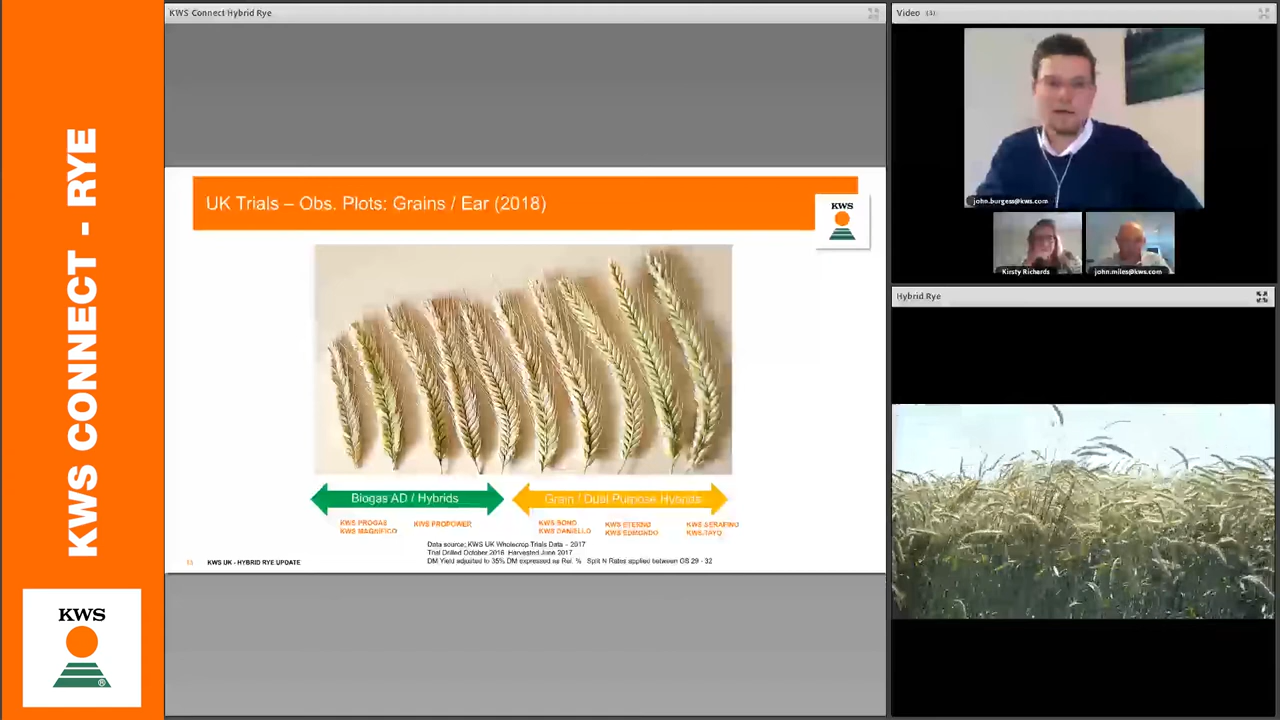 KWS CONNECT - RYE
KWS
KWS Connect Hybrid Rye
UK Trials – Obs. Plots: Grains / Ear (2018)
KWS
Biogas AD / Hybrids
Grain / Dual Purpose Hybrids
KWS PROGAS
KWS MAGNIFICO
KWS PROPOWER
KWS BONO
KWS DANIELLO
KWS ETERNO
KWS EDMONDO
KWS SERAFINO
KWS TAYO
Data source; KWS UK Wholecrop Trials Data – 2017
Trial Drilled October 2016 Harvested June 2017
DM Yield adjusted to 35% DM expressed as Rel. % Split N Rates applied between GS 29 - 32
KWS UK - HYBRID RYE UPDATE
Video (3)
john.burgess@kws.com
Kirsty Richards
john.miles@kws.com
Hybrid Rye